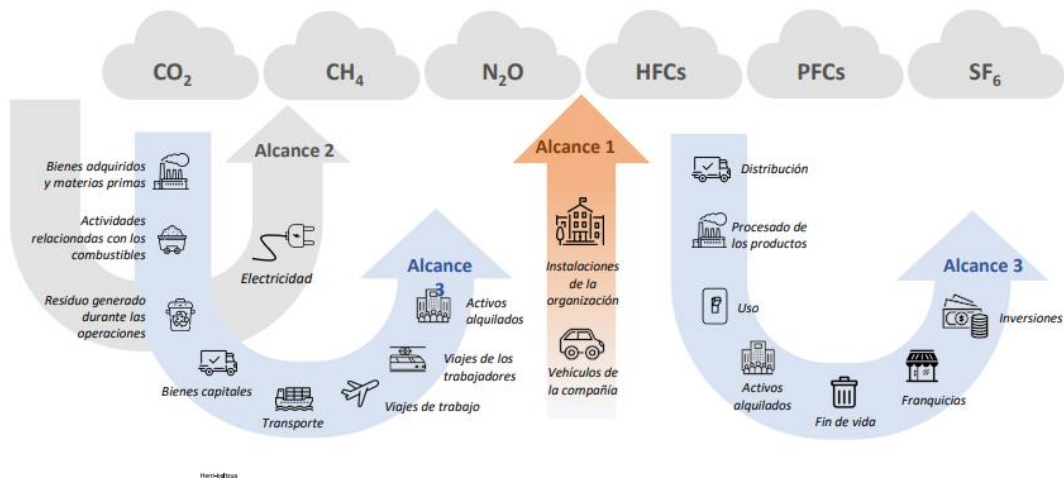 CO₂
CH₄
N₂O
HFCs
PFCs
SF₆
Alcance 2
Bienes adquiridos
y materias primas
Actividades
relacionadas con los
combustibles
Electricidad
Residuo generado
durante las
operaciones
Bienes capitales
Transporte
Viajes de trabajo
Viajes de los
trabajadores
Activos
alquilados
Alcance
3
Alcance 1
Instalaciones
de la
organización
Vehículos de
la compañía
Distribución
Procesado de
los productos
Uso
Activos
alquilados
Fin de vida
Franquicias
Inversiones
Alcance 3